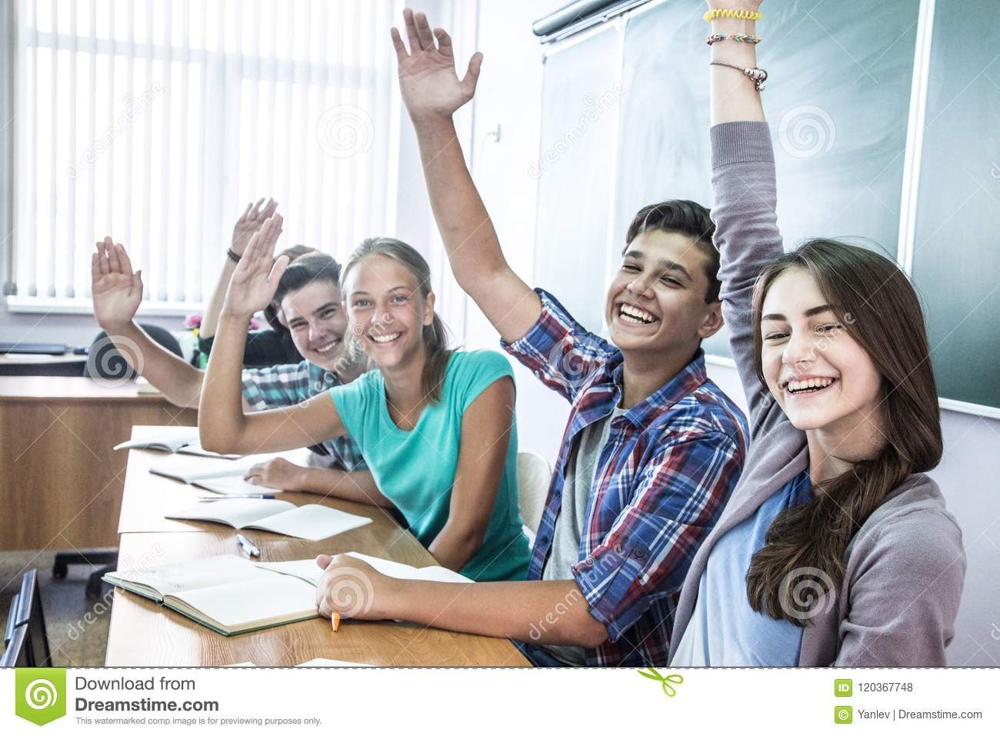 Download from
Dreamstime.com
This watermarked comp image is for previewing purposes only.
ID 120367748
© Yanlev | Dreamstime.com